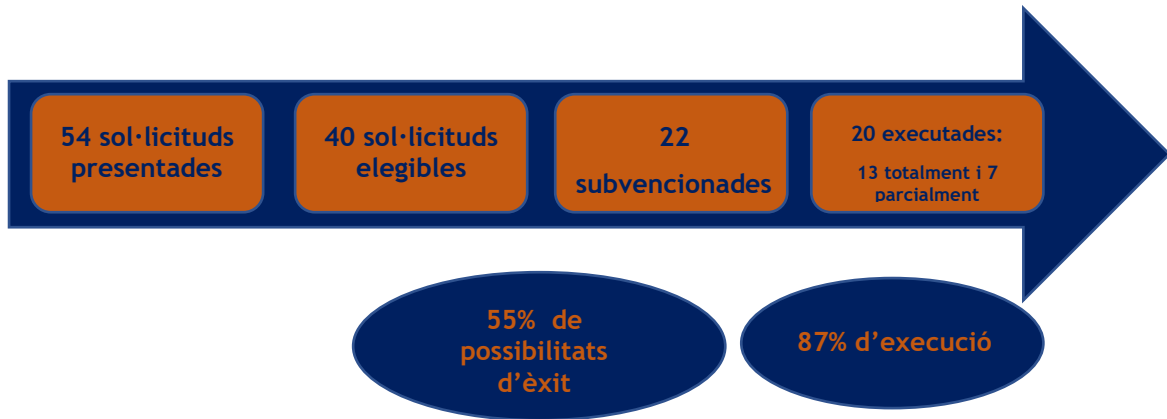 54 sol·licituds
presentades
40 sol·licituds
elegibles
22
subvencionades
20 executades:
13 totalment i 7
parcialment
55% de
possibilitats
d’èxit
87% d’execució